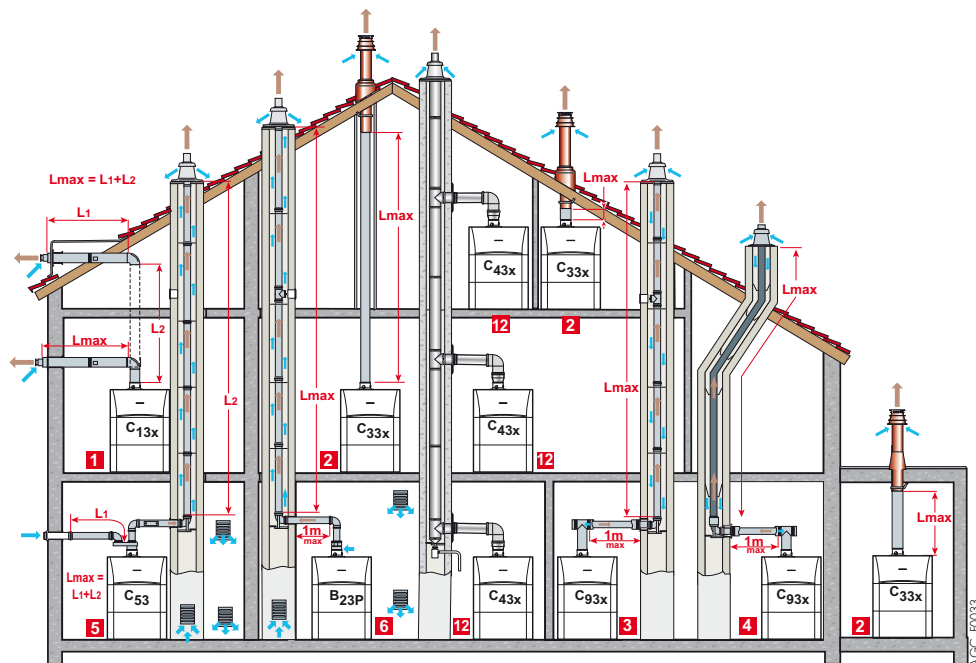 Lmax = L1+L2
L1
L2
Lmax
C13x
1
L2
Lmax
Lmax
C33x
2
C43x
12
Lmax
C33x
2
C43x
12
Lmax
Lmax
L1
Lmax =
L1+L2
C53
5
1m
max
B23P
6
C43x
12
1m
max
C93x
3
1m
max
C93x
4
Lmax
C33x
2